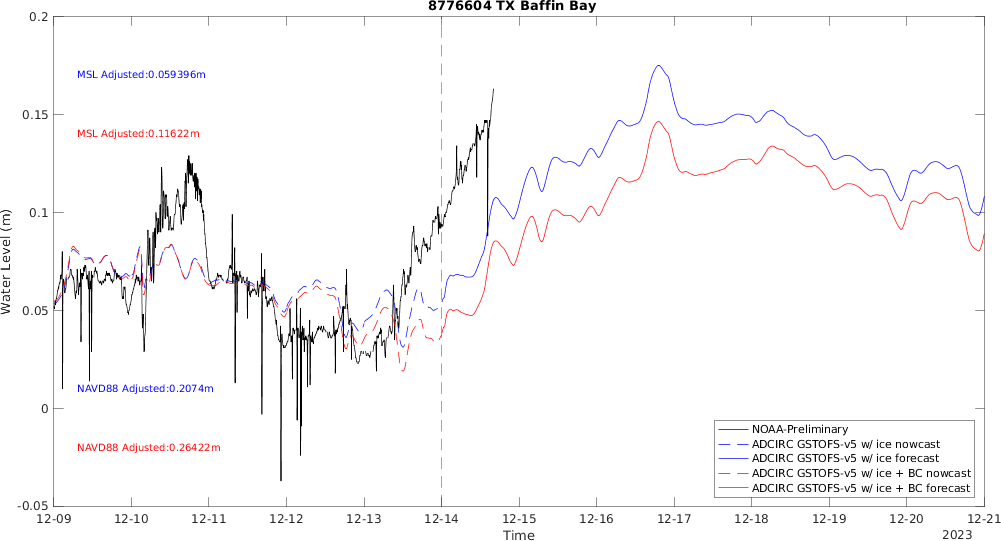 8776604 TX Baffin Bay
0.2
0.15
0.1
0.05
0
-0.05
Water Level (m)
MSL Adjusted:0.059396m
MSL Adjusted:0.11622m
NAVD88 Adjusted:0.2074m
NAVD88 Adjusted:0.26422m
NOAA-Preliminary
ADCIRC GSTOFS-v5 w/ ice nowcast
ADCIRC GSTOFS-v5 w/ ice forecast
ADCIRC GSTOFS-v5 w/ ice + BC nowcast
ADCIRC GSTOFS-v5 w/ ice + BC forecast
12-09 12-10 12-11 12-12 12-13 12-14 12-15 12-16 12-17 12-18 12-19 12-20 12-21
Time
2023